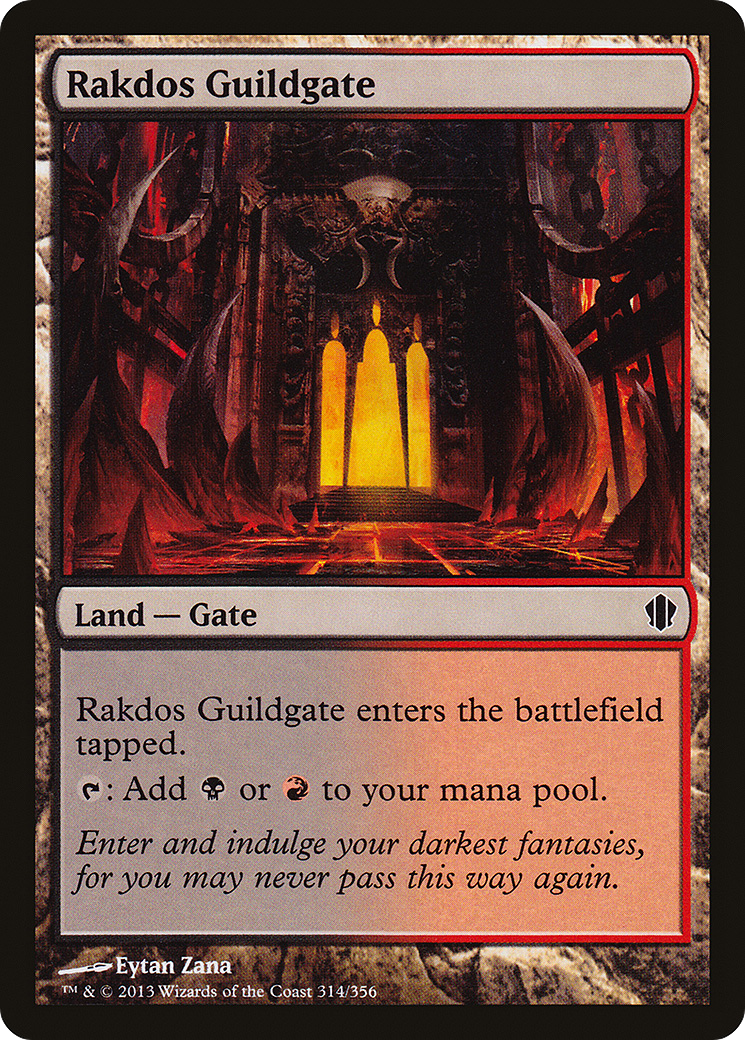 Rakdos Guildgate
Land — Gate
Rakdos Guildgate enters the battlefield
tapped.
: Add or to your mana pool.
Enter and indulge your darkest fantasies,
for you may never pass this way again.
Eytan Zana
™ & © 2013 Wizards of the Coast 314/356